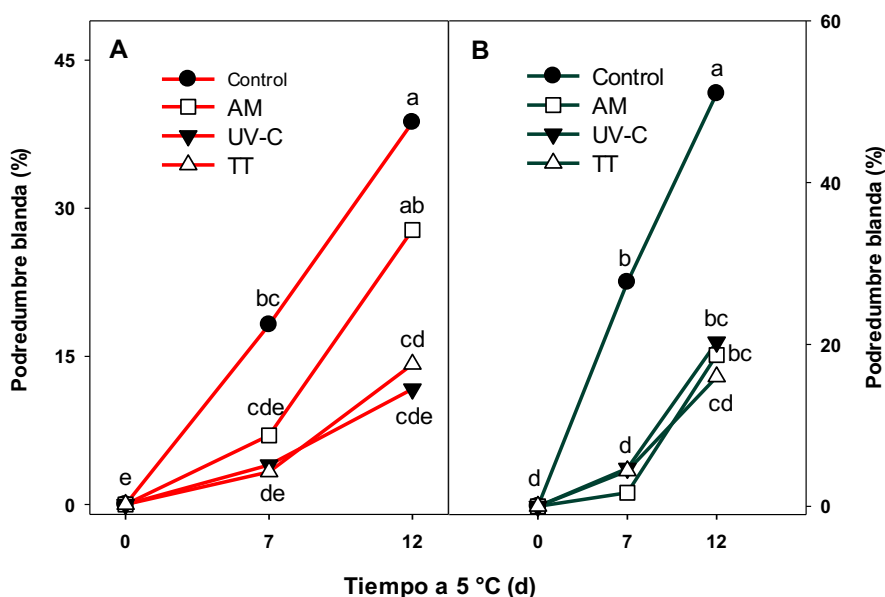 A
45
30
15
0
Podredumbre blanda (%)
Control
AM
UV-C
TT
a
ab
bc
cd
cde
cde
e
de
0
7
12
B
Control
AM
UV-C
TT
a
b
bc
bc
cd
d
d
0
7
12
60
40
20
0
Podredumbre blanda (%)
Tiempo a 5 °C (d)